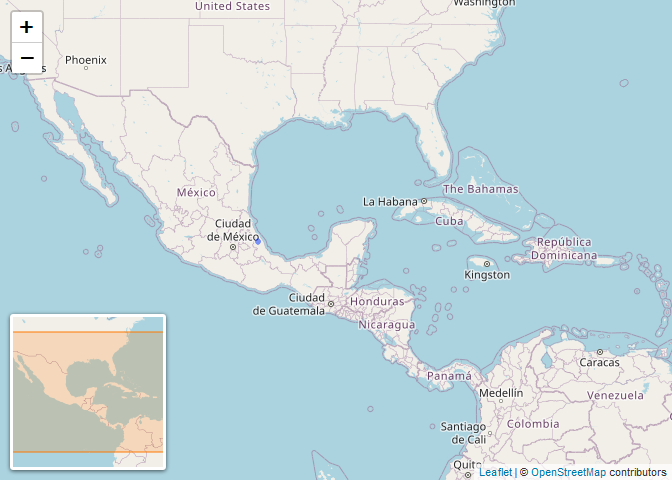 United States
Washington
+
−
Phoenix
México
Ciudad
de México
La Habana
The Bahamas
Cuba
República
Dominicana
Kingston
Ciudad
de Guatemala
Honduras
Nicaragua
Panamá
Caracas
Medellín
Venezuela
Santiago
de Cali
Colombia
Quito
Leaflet | © OpenStreetMap contributors